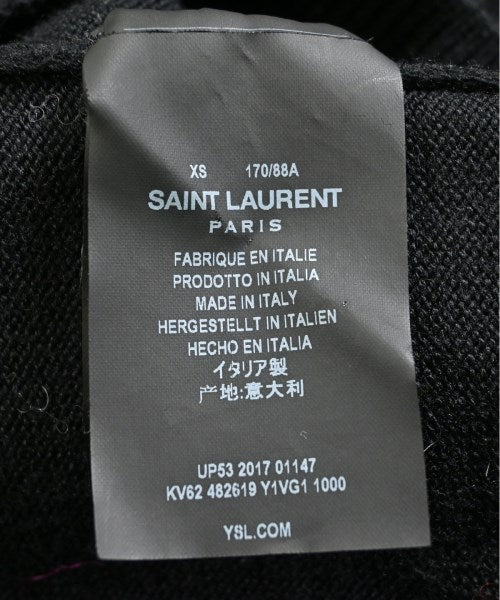 XS 170/88A
SAINT LAURENT
PARIS
FABRIQUE EN ITALIE
PRODOTTO IN ITALIA
MADE IN ITALY
HERGESTELLT IN ITALIEN
HECHO EN ITALIA
イタリア製
产地:意大利
UP53 2017 01147
KV62 482619 Y1VG1 1000
YSL.COM